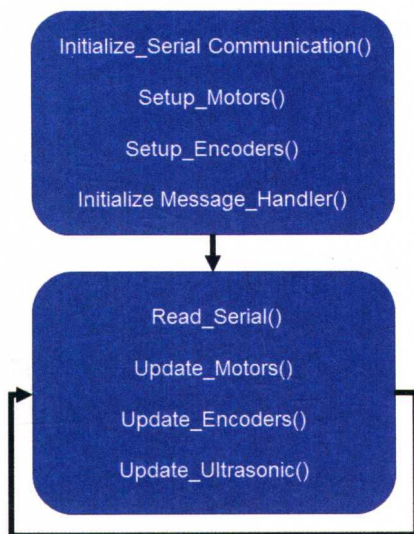 Initialize_Serial Communication()
Setup_Motors()
Setup_Encoders()
Initialize Message_Handler()
Read_Serial()
Update_Motors()
Update_Encoders()
Update_Ultrasonic()